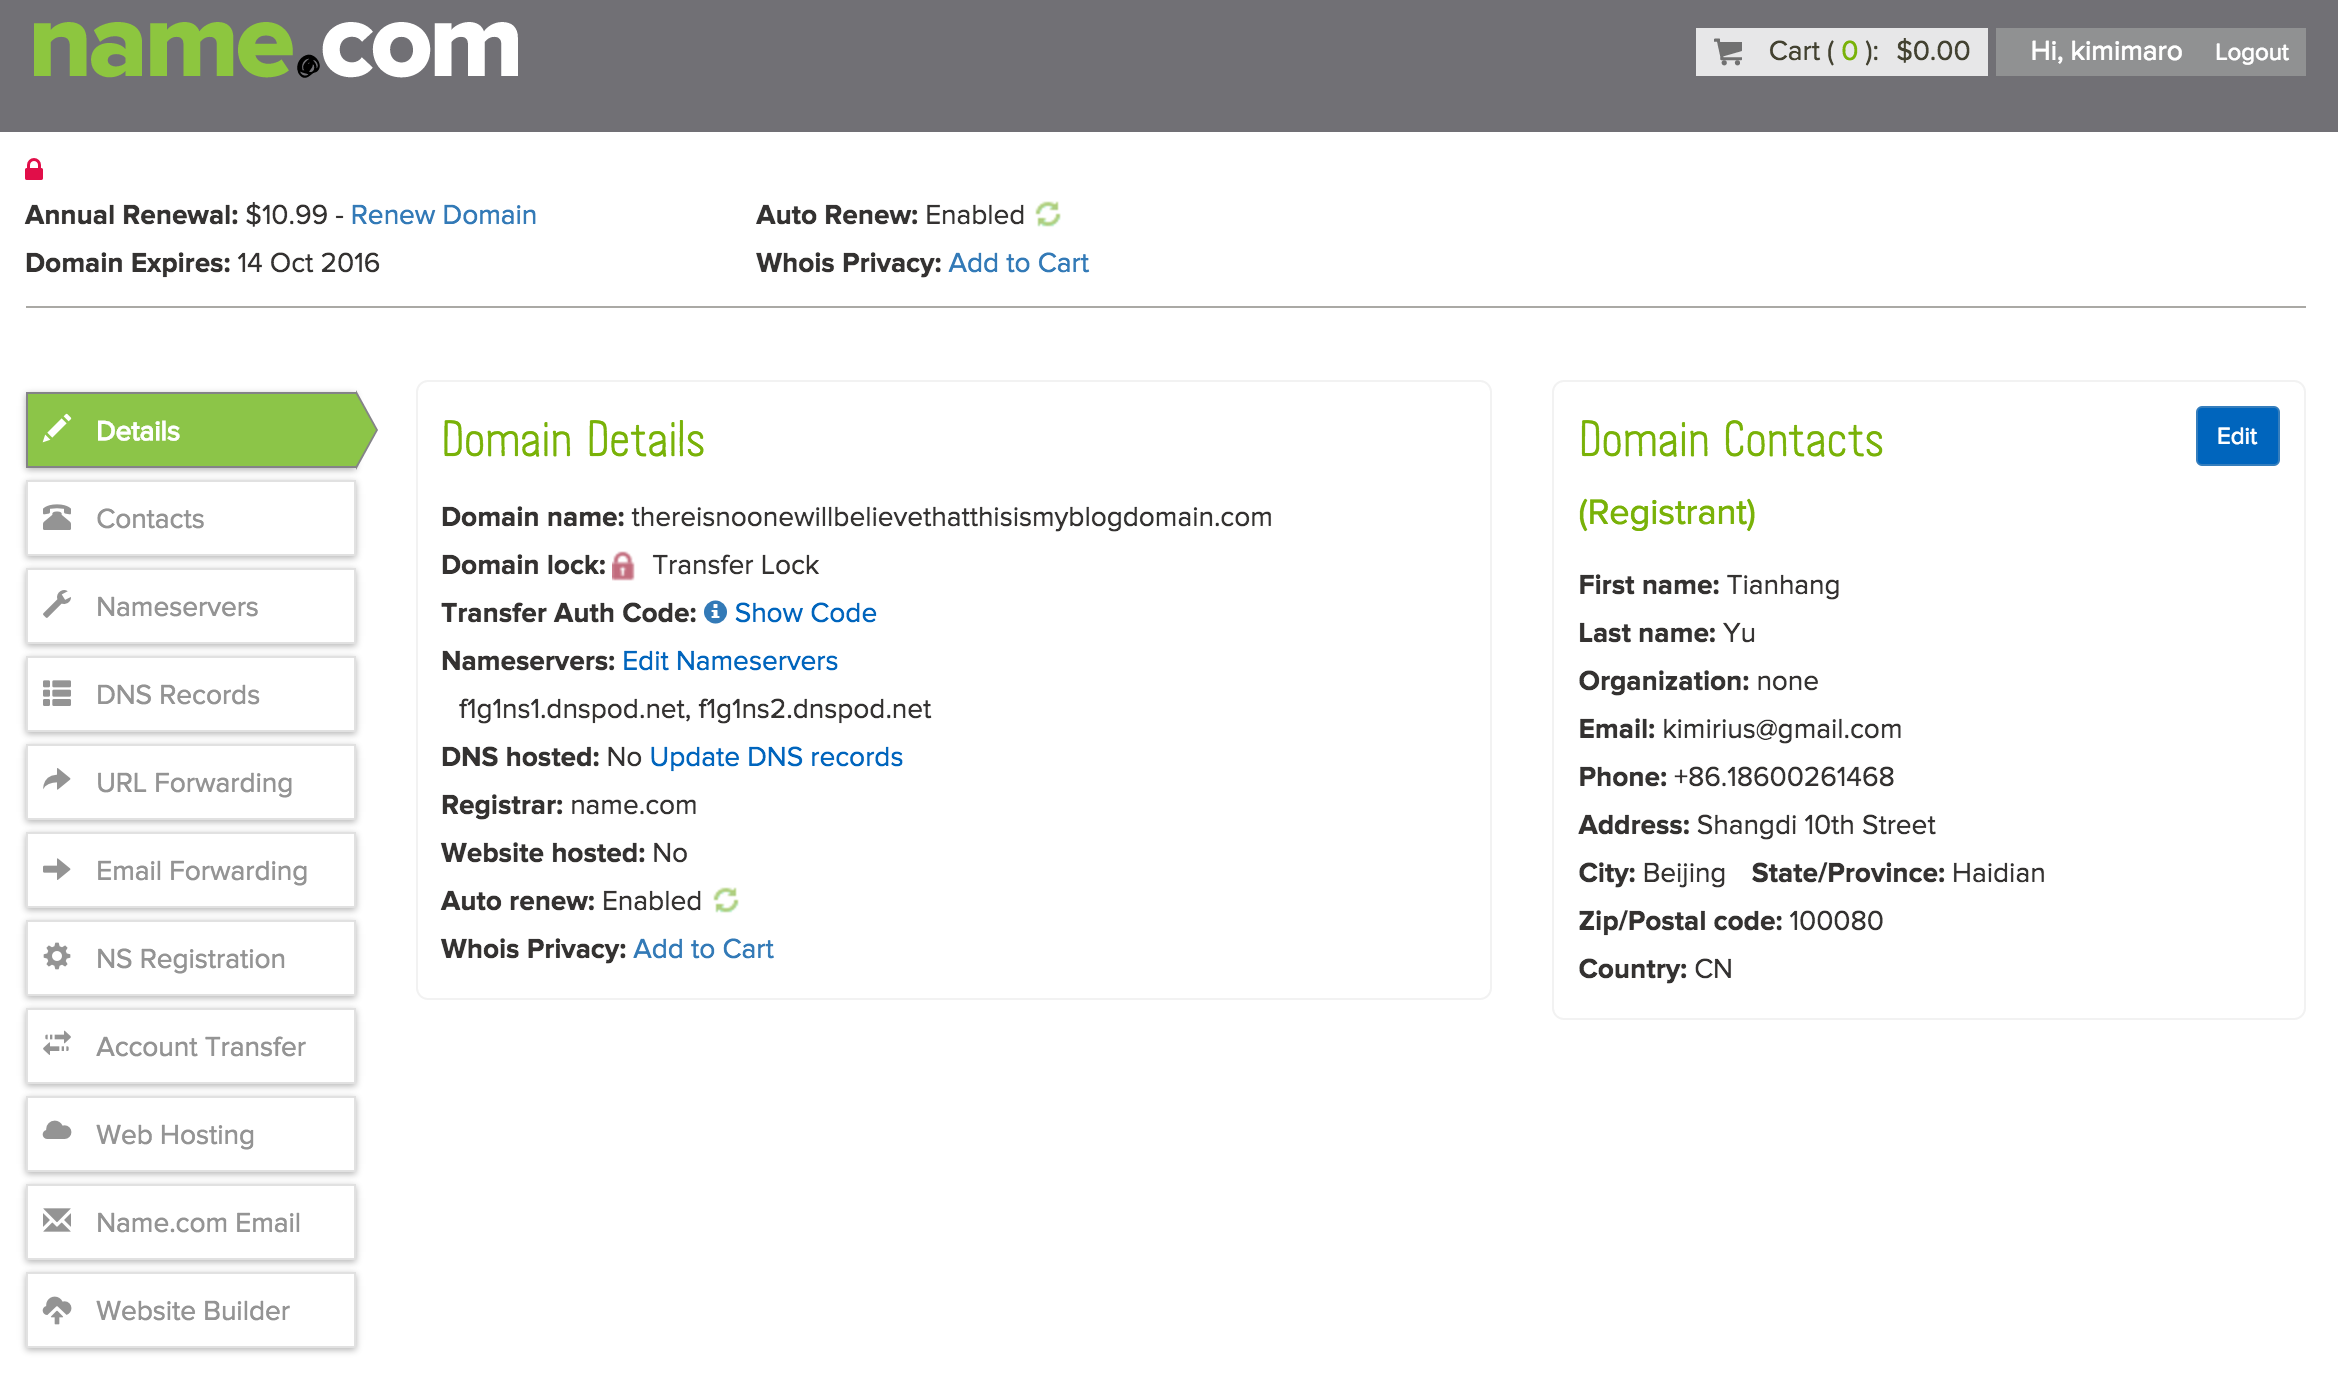 name.com
Cart ( 0 ): $0.00
Hi, kimimaro Logout
Annual Renewal: $10.99 - Renew Domain
Auto Renew: Enabled
Domain Expires: 14 Oct 2016
Whois Privacy: Add to Cart
Details
Contacts
Nameservers
DNS Records
URL Forwarding
Email Forwarding
NS Registration
Account Transfer
Web Hosting
Name.com Email
Website Builder
Domain Details
Domain name: thereisnoonewillbelievethatthisismyblogdomain.com
Domain lock: Transfer Lock
Transfer Auth Code: Show Code
Nameservers: Edit Nameservers
f1g1ns1.dnspod.net, f1g1ns2.dnspod.net
DNS hosted: No Update DNS records
Registrar: name.com
Website hosted: No
Auto renew: Enabled
Whois Privacy: Add to Cart
Domain Contacts
Edit
(Registrant)
First name: Tianhang
Last name: Yu
Organization: none
Email: kimirius@gmail.com
Phone: +86.18600261468
Address: Shangdi 10th Street
City: Beijing State/Province: Haidian
Zip/Postal code: 100080
Country: CN